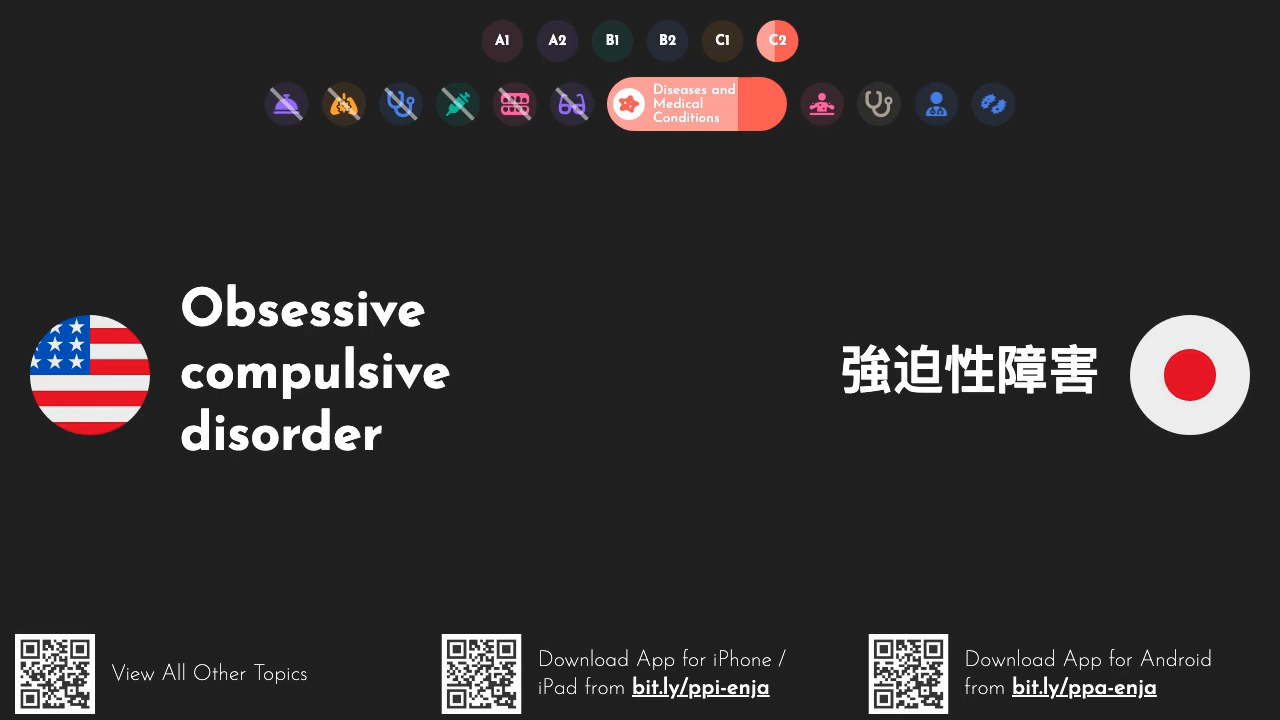 A1 A2 B1 B2 C1 C2
Diseases and
Medical
Conditions
Obsessive
compulsive
disorder
強迫性障害
View All Other Topics
Download App for iPhone /
iPad from bit.ly/ppi-enja
Download App for Android
from bit.ly/ppa-enja